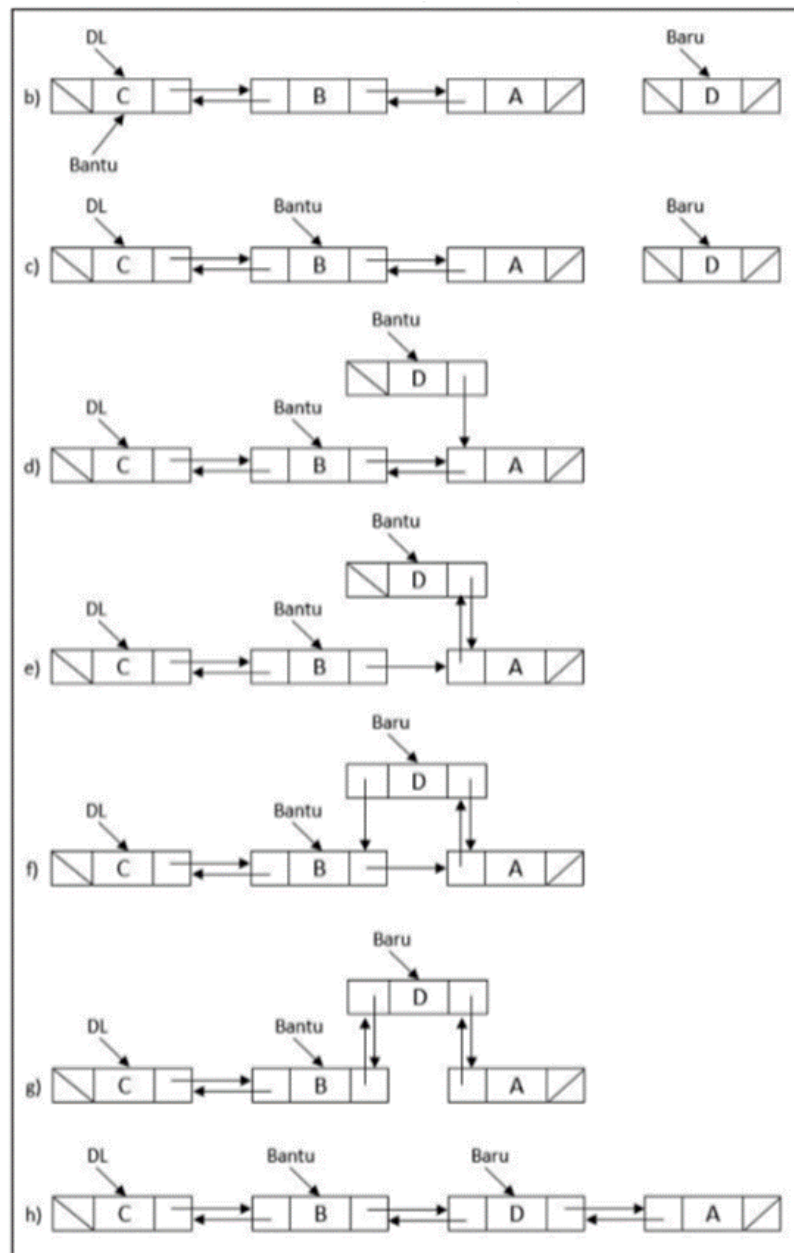 DL Baru
b) C B A D
Bantu
DL Bantu Baru
c) C B A D
Bantu
D
DL Bantu
d) C B A
Bantu
D
DL Bantu
e) C B A
Baru
D
DL Bantu
f) C B A
Baru
D
DL Bantu
g) C B A
DL Bantu Baru
h) C B D A